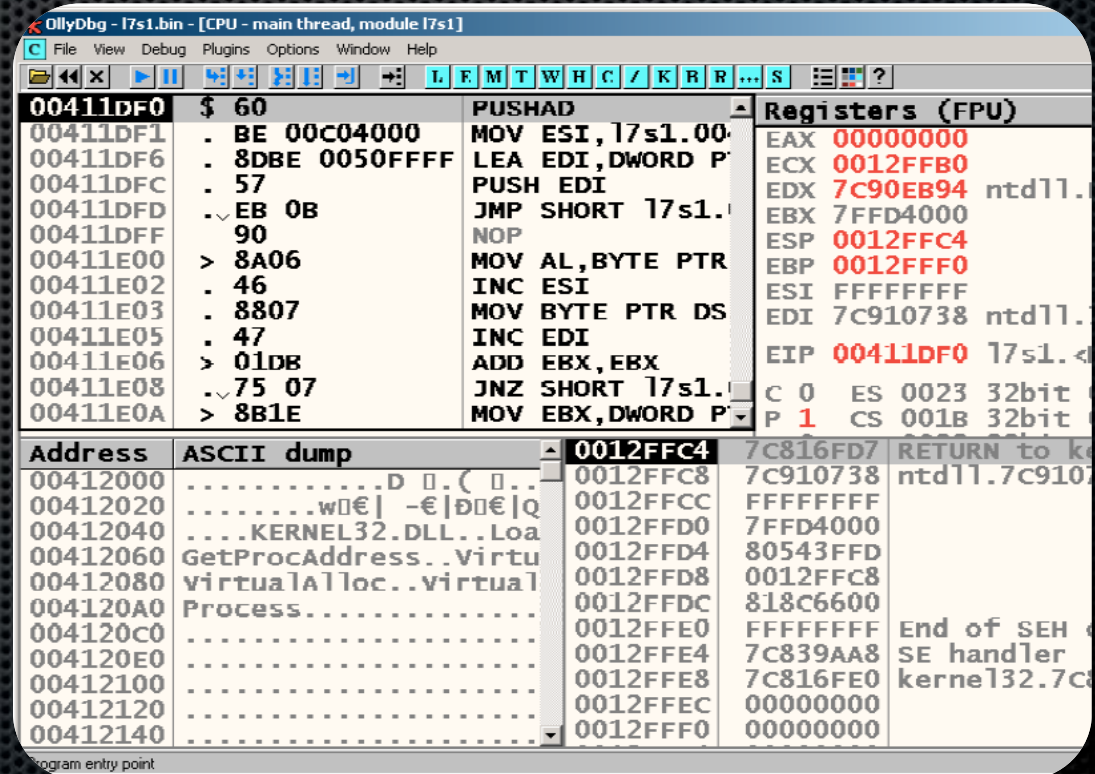 OllyDbg - l7s1.bin - [CPU - main thread, module l7s1]
C File View Debug Plugins Options Window Help
L E M T W H C / K B R ... S ?
00411DF0 $ 60 PUSHAD
00411DF1 . BE 00C04000 MOV ESI,l7s1.00
00411DF6 . 8DBE 0050FFFF LEA EDI,DWORD P
00411DFC . 57 PUSH EDI
00411DFD . EB 0B JMP SHORT l7s1.
00411DFF 90 NOP
00411E00 > 8A06 MOV AL,BYTE PTR
00411E02 . 46 INC ESI
00411E03 . 8807 MOV BYTE PTR DS
00411E05 . 47 INC EDI
00411E06 > 01DB ADD EBX,EBX
00411E08 . 75 07 JNZ SHORT l7s1.
00411E0A > 8B1E MOV EBX,DWORD P
Registers (FPU)
EAX 00000000
ECX 0012FFB0
EDX 7C90EB94 ntdll.
EBX 7FFD4000
ESP 0012FFC4
EBP 0012FFF0
ESI FFFFFFFF
EDI 7C910738 ntdll.
EIP 00411DF0 l7s1.<
C 0 ES 0023 32bit
P 1 CS 001B 32bit
Address ASCII dump
00412000 ............D .( ..
00412020 ........w€| -€|Ð€|Q
00412040 ....KERNEL32.DLL..Loa
00412060 GetProcAddress..Virtu
00412080 VirtualAlloc..Virtual
004120A0 Process..............
004120C0 .....................
004120E0 .....................
00412100 .....................
00412120 .....................
00412140 .....................
0012FFC4 7C816FD7 RETURN to ke
0012FFC8 7C910738 ntdll.7C9107
0012FFCC FFFFFFFF
0012FFD0 7FFD4000
0012FFD4 80543FFD
0012FFD8 0012FFC8
0012FFDC 818C6600
0012FFE0 FFFFFFFF End of SEH
0012FFE4 7C839AA8 SE handler
0012FFE8 7C816FE0 kernel32.7C8
0012FFEC 00000000
0012FFF0 00000000
rogram entry point